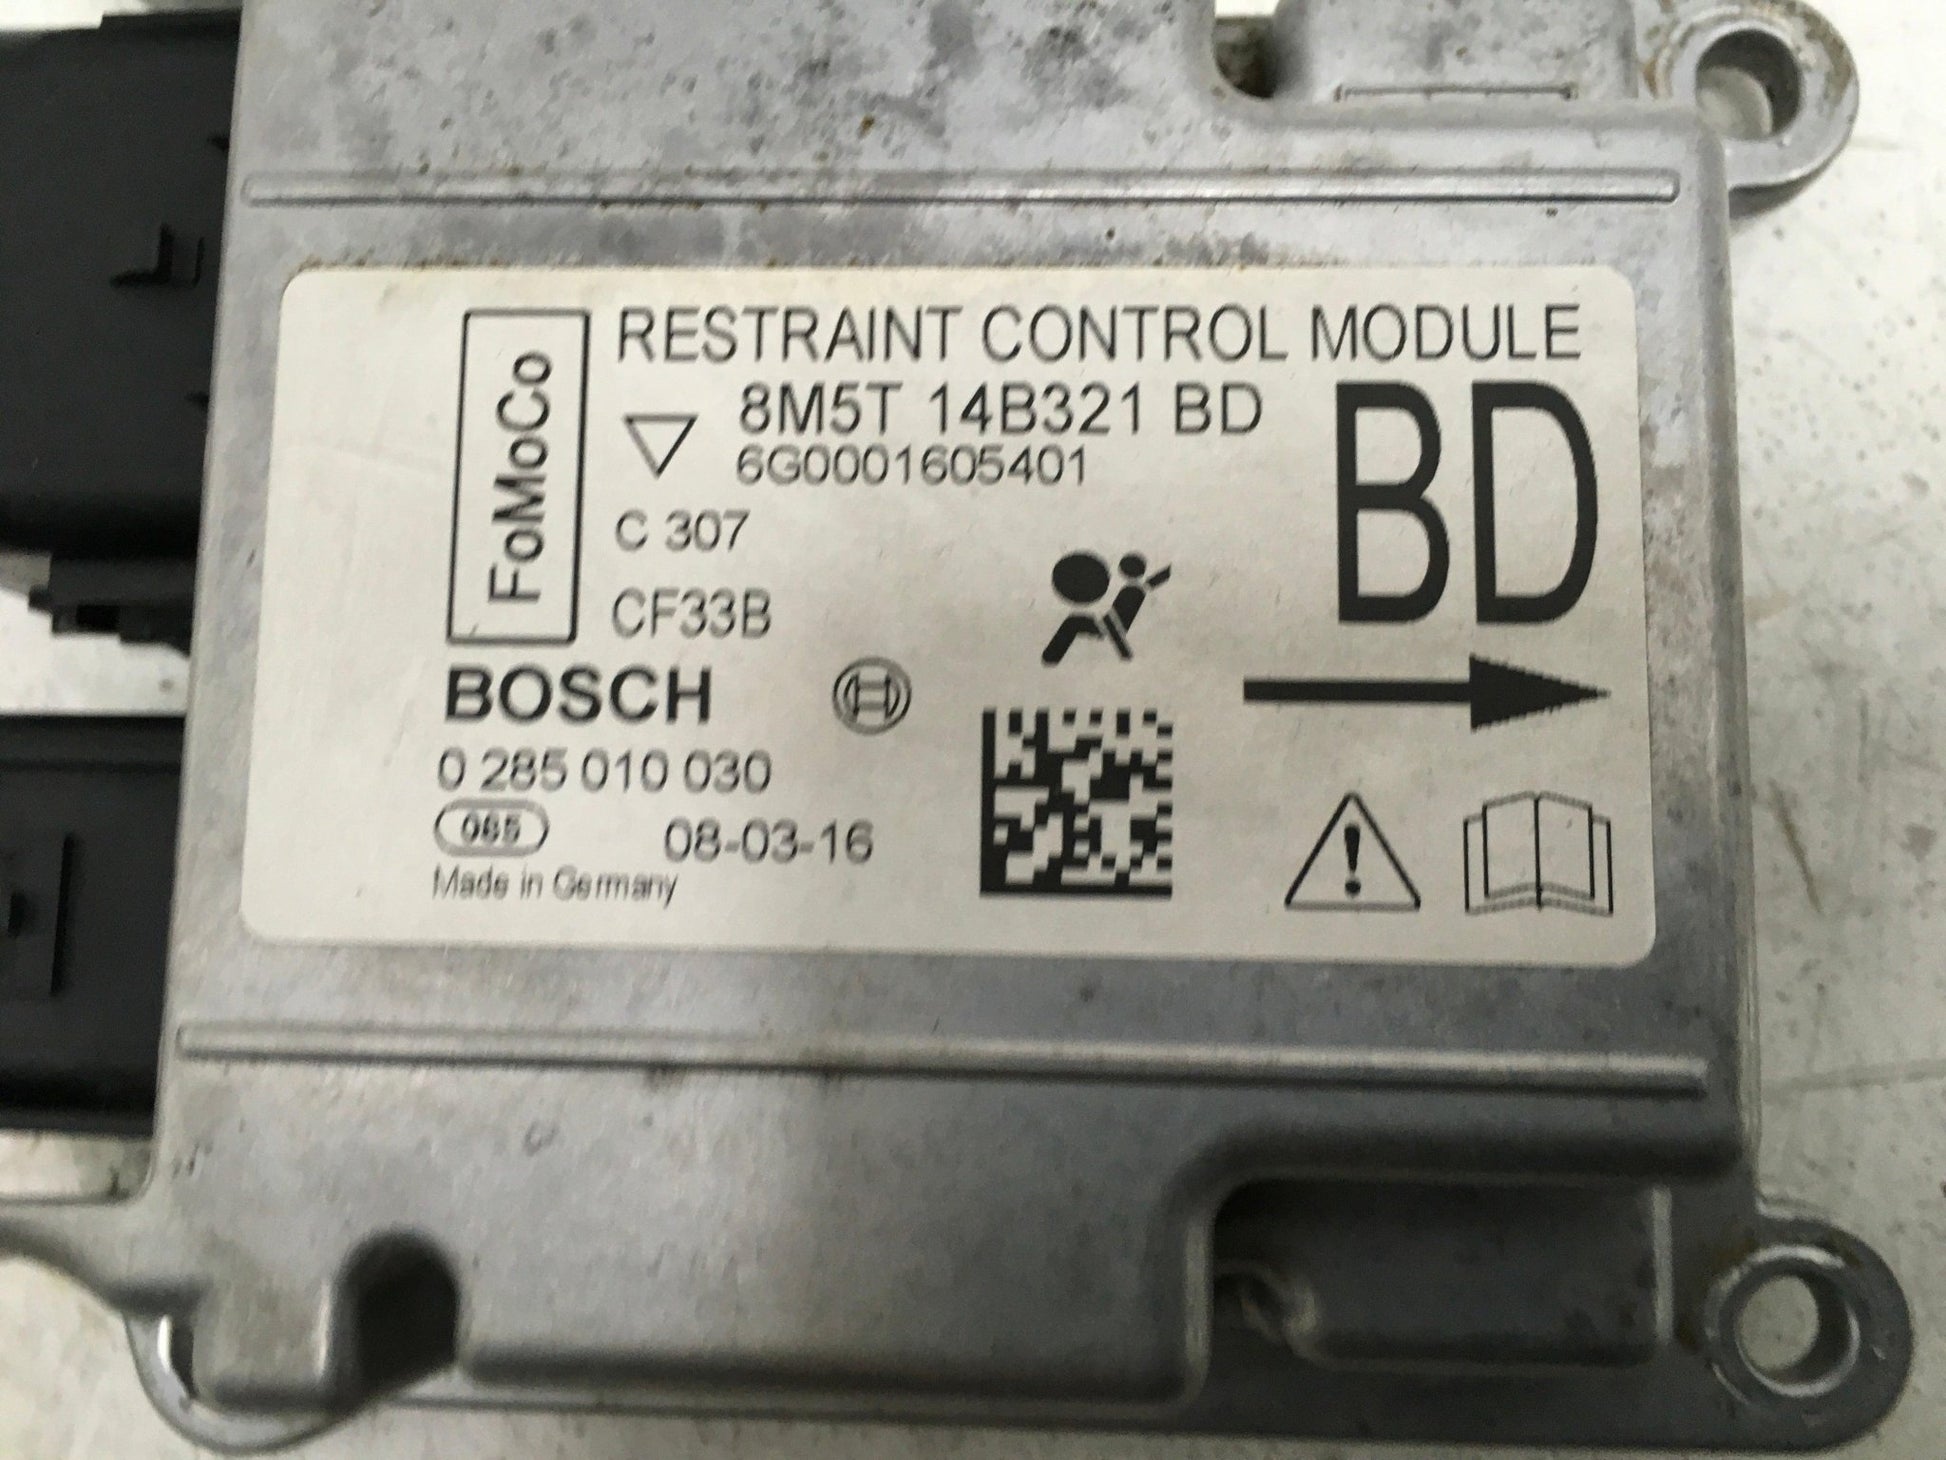 FoMoCo
RESTRAINT CONTROL MODULE
8M5T 14B321 BD
6G0001605401
BD
C 307
CF33B
BOSCH
0 285 010 030
085 08-03-16
Made in Germany